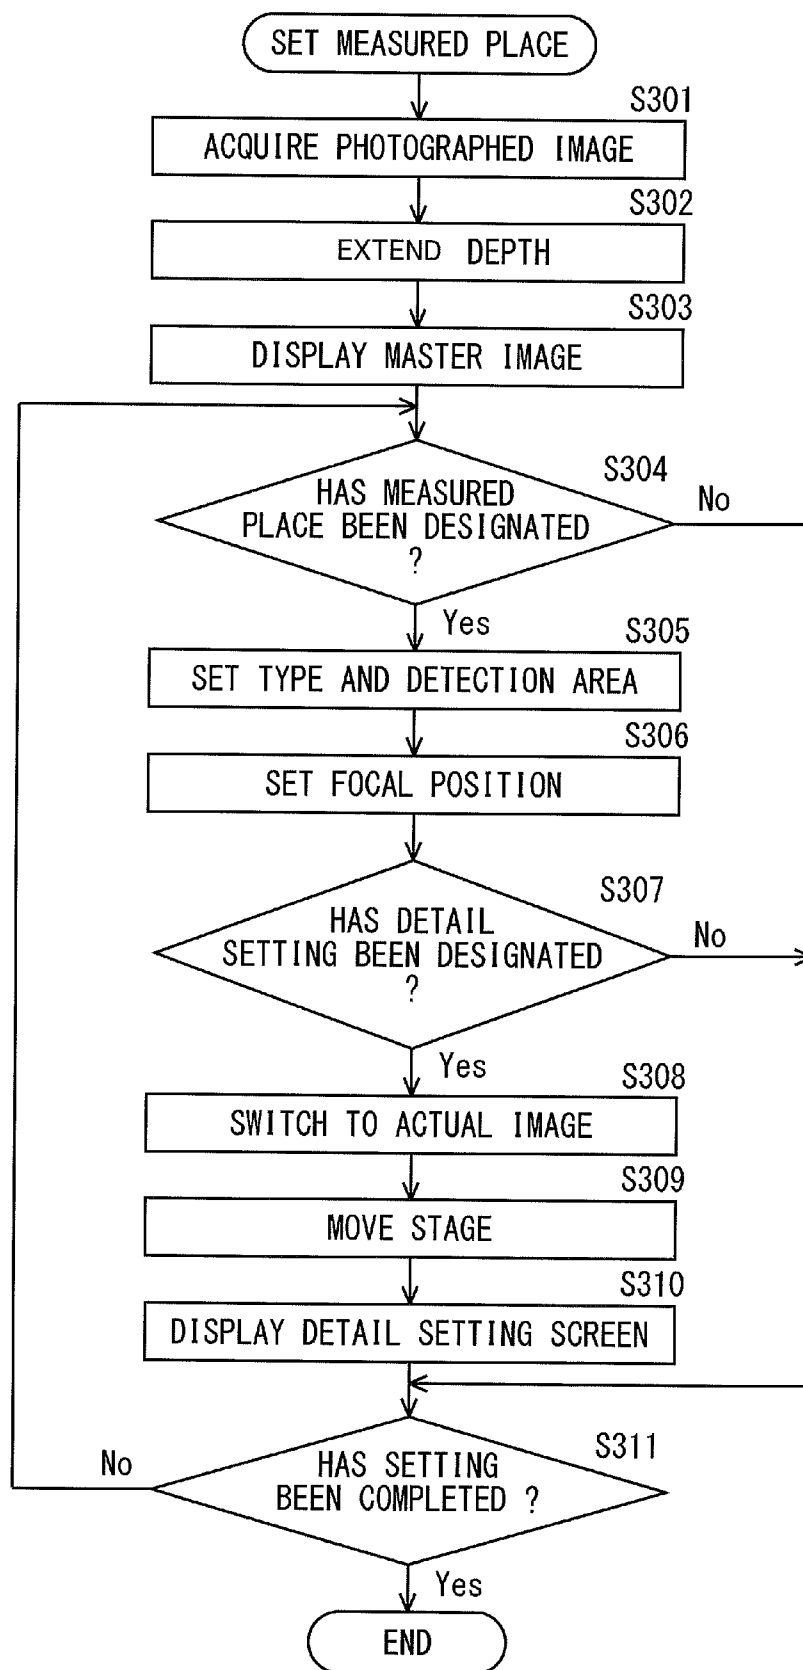 SET MEASURED PLACE
S301
ACQUIRE PHOTOGRAPHED IMAGE
S302
EXTEND DEPTH
S303
DISPLAY MASTER IMAGE
S304
HAS MEASURED
PLACE BEEN DESIGNATED
?
No
Yes
S305
SET TYPE AND DETECTION AREA
S306
SET FOCAL POSITION
S307
HAS DETAIL
SETTING BEEN DESIGNATED
?
No
Yes
S308
SWITCH TO ACTUAL IMAGE
S309
MOVE STAGE
S310
DISPLAY DETAIL SETTING SCREEN
S311
HAS SETTING
BEEN COMPLETED ?
No
Yes
END